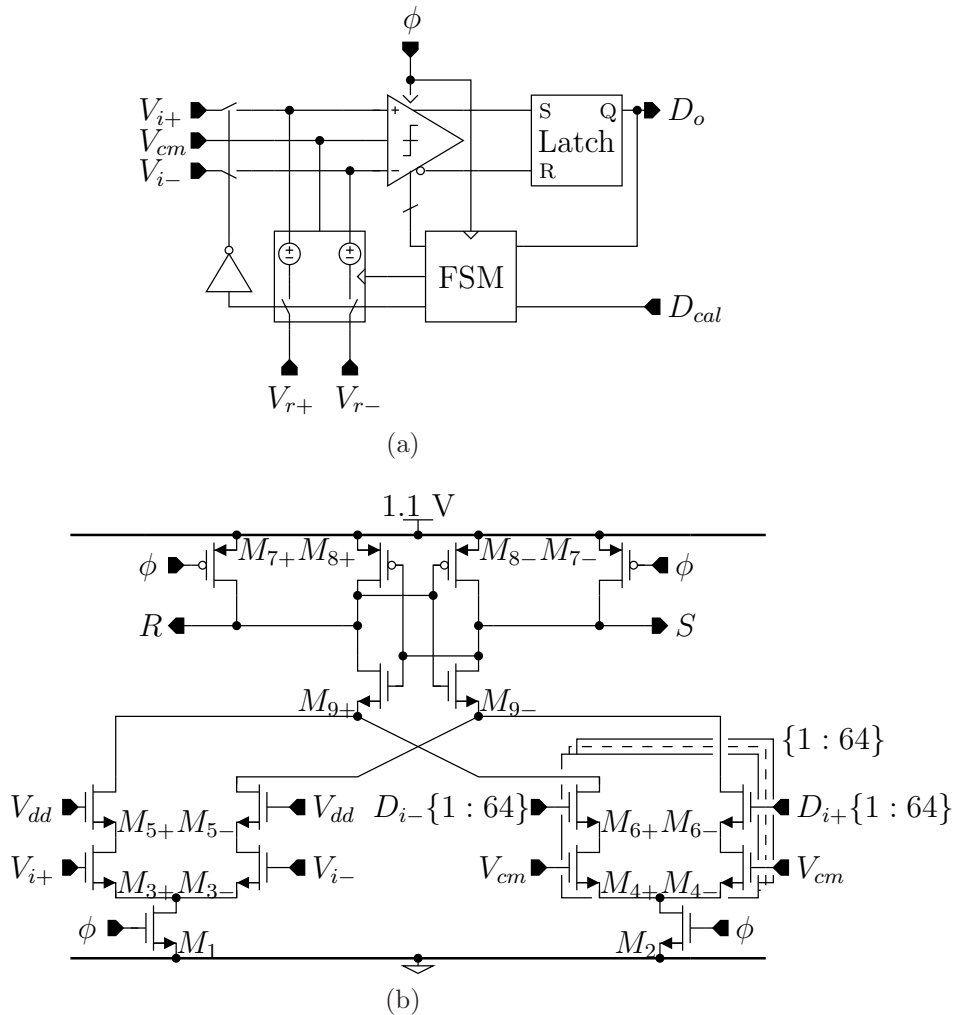 ϕ
V_{i+} + S Q D_o
V_{cm} Latch
V_{i−} − R
± ± FSM
D_{cal}
V_{r+} V_{r−}
(a)
1.1 V
ϕ M_{7+} M_{8+} M_{8−} M_{7−} ϕ
R S
M_{9+} M_{9−}
{1 : 64}
V_{dd} M_{5+} M_{5−} V_{dd} D_{i−}{1 : 64} M_{6+} M_{6−} D_{i+}{1 : 64}
V_{i+} M_{3+} M_{3−} V_{i−} V_{cm} M_{4+} M_{4−} V_{cm}
ϕ M_1 M_2 ϕ
(b)